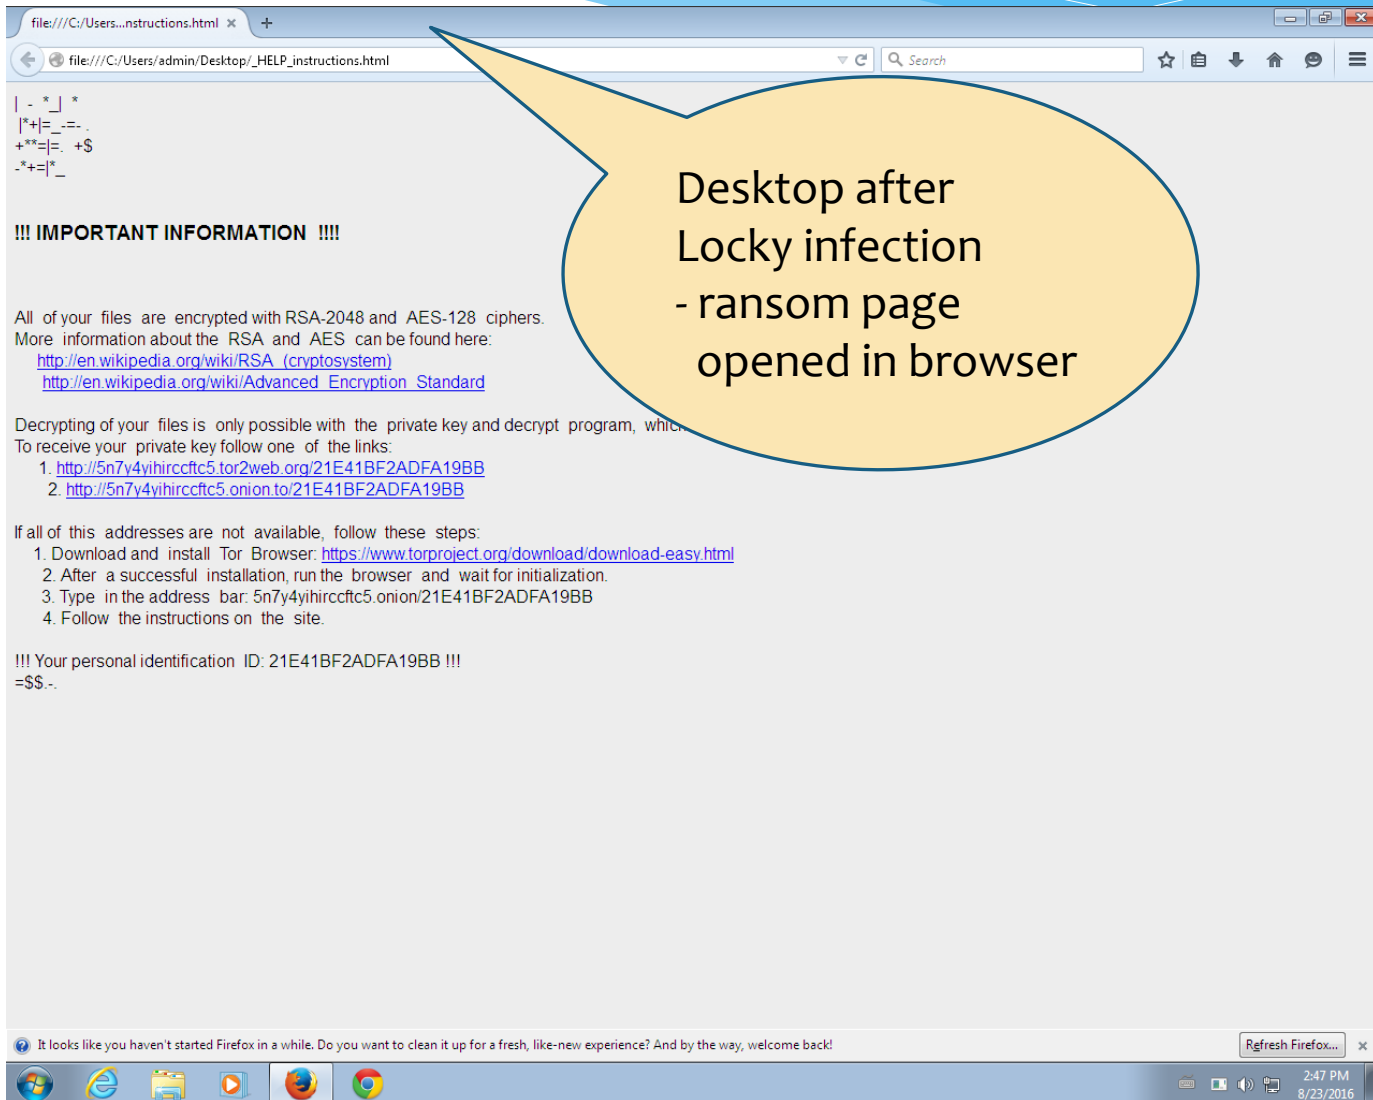 file:///C:/Users...nstructions.html
file:///C:/Users/admin/Desktop/_HELP_instructions.html
Search
| - *_| *
|*+|=_-=- .
+**=|=. +$
-*+=|*_
!!! IMPORTANT INFORMATION !!!!
All of your files are encrypted with RSA-2048 and AES-128 ciphers.
More information about the RSA and AES can be found here:
http://en.wikipedia.org/wiki/RSA_(cryptosystem)
http://en.wikipedia.org/wiki/Advanced_Encryption_Standard
Decrypting of your files is only possible with the private key and decrypt program,
To receive your private key follow one of the links:
1. http://5n7y4yihirccftc5.tor2web.org/21E41BF2ADFA19BB
2. http://5n7y4yihirccftc5.onion.to/21E41BF2ADFA19BB
If all of this addresses are not available, follow these steps:
1. Download and install Tor Browser: https://www.torproject.org/download/download-easy.html
2. After a successful installation, run the browser and wait for initialization.
3. Type in the address bar: 5n7y4yihirccftc5.onion/21E41BF2ADFA19BB
4. Follow the instructions on the site.
!!! Your personal identification ID: 21E41BF2ADFA19BB !!!
=$$.-.
Desktop after
Locky infection
- ransom page
opened in browser
It looks like you haven't started Firefox in a while. Do you want to clean it up for a fresh, like-new experience? And by the way, welcome back!
Refresh Firefox...
2:47 PM
8/23/2016